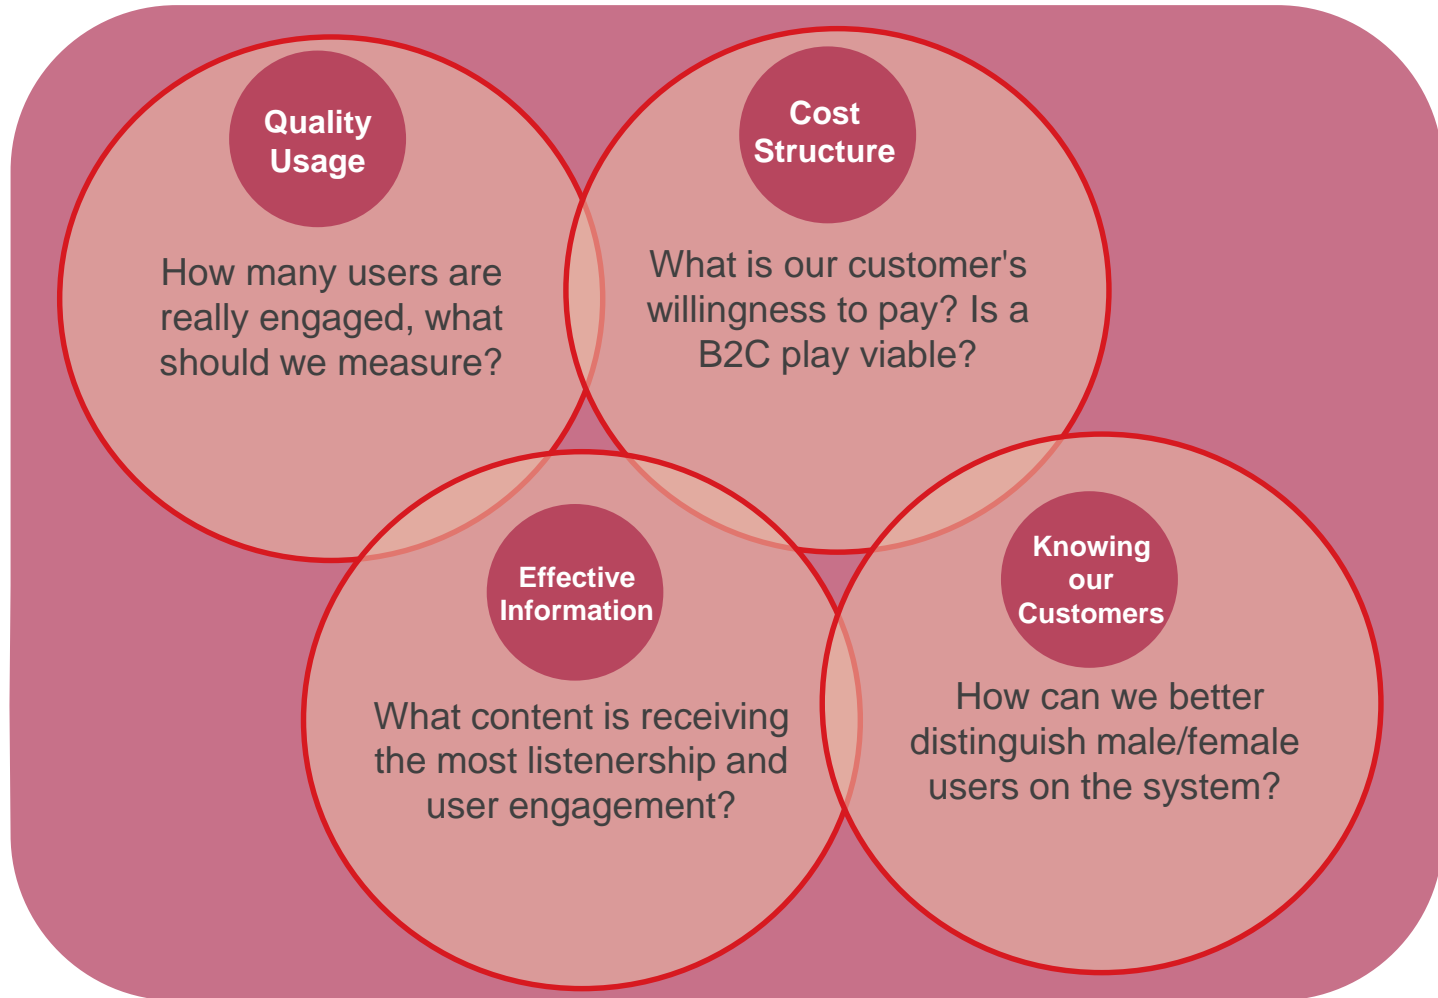 Quality
Usage
How many users are
really engaged, what
should we measure?
Cost
Structure
What is our customer's
willingness to pay? Is a
B2C play viable?
Effective
Information
What content is receiving
the most listenership and
user engagement?
Knowing
our
Customers
How can we better
distinguish male/female
users on the system?